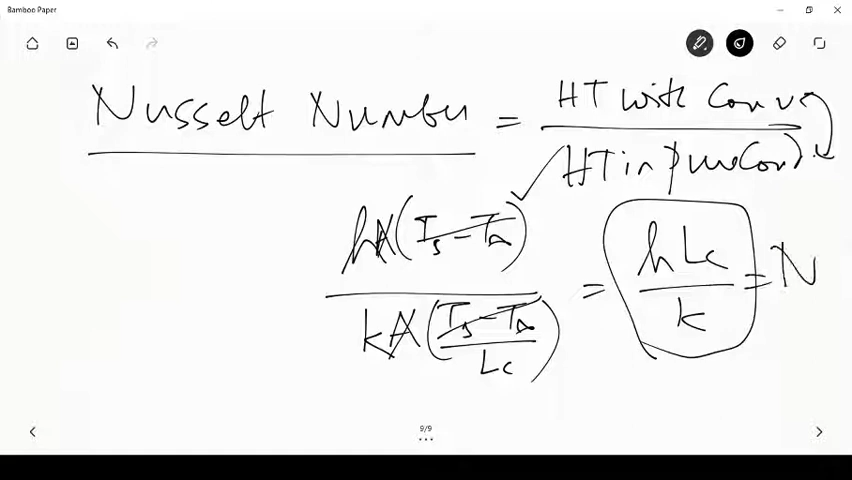 Bamboo Paper
Nusselt Number = HT with Conv
HT in pure Cond
hA(Ts - Ta)
kA(Ts - Ta / Lc)
= hLc / k = N
9/9